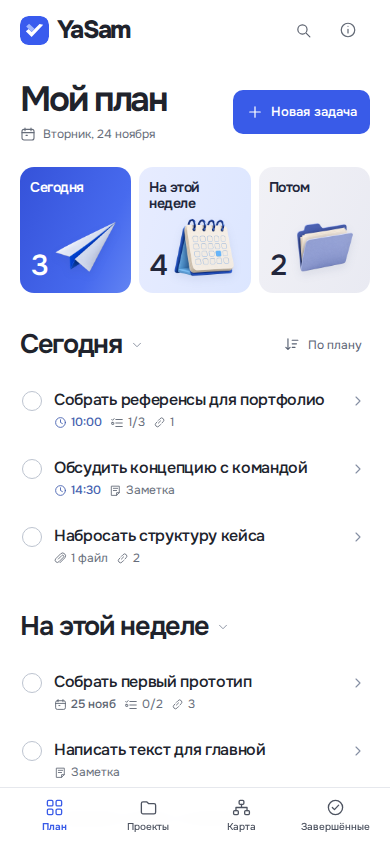 YaSam
Мой план
Вторник, 24 ноября
Новая задача
Сегодня
3
На этой
неделе
4
Потом
2
Сегодня
По плану
Собрать референсы для портфолио
10:00 1/3 1
Обсудить концепцию с командой
14:30 Заметка
Набросать структуру кейса
1 файл 2
На этой неделе
Собрать первый прототип
25 нояб 0/2 3
Написать текст для главной
Заметка
План Проекты Карта Завершённые